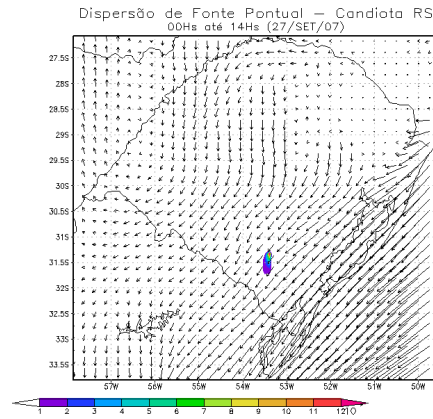 Dispersão de Fonte Pontual — Candiota RS
00Hs até 14Hs (27/SET/07)
27.5S
28S
28.5S
29S
29.5S
30S
30.5S
31S
31.5S
32S
32.5S
33S
33.5S
57W 56W 55W 54W 53W 52W 51W 50W
1 2 3 4 5 6 7 8 9 10 11 1210